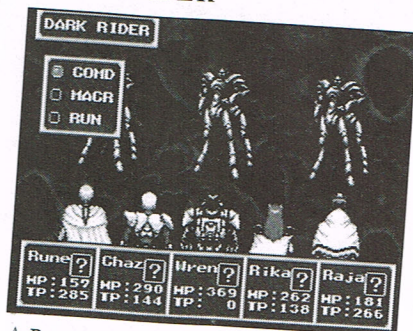 DARK RIDER
COMD
MACR
RUN
Rune ? Chaz ? Wren ? Rika ? Raja ?
HP:157 HP:290 HP:369 HP:262 HP:181
TP:285 TP:144 TP: 0 TP:138 TP:266